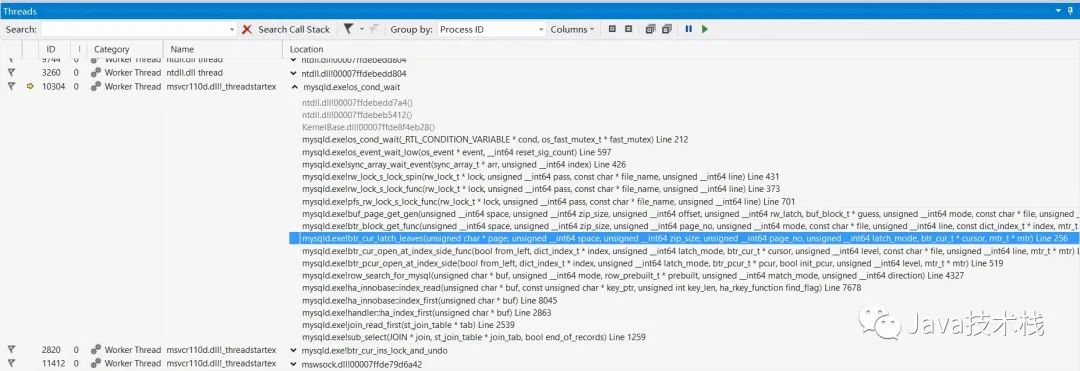 Threads
Search: Search Call Stack Group by: Process ID Columns
ID Category Name Location
9744 0 Worker Thread ntdll.dll thread ntdll.dll!00007ffdebedd804
3260 0 Worker Thread ntdll.dll thread ntdll.dll!00007ffdebedd804
10304 0 Worker Thread msvcr110d.dll!_threadstartex mysqld.exe!os_cond_wait
ntdll.dll!00007ffdebedd7a4()
ntdll.dll!00007ffdebeb5412()
KernelBase.dll!00007ffde8f4eb28()
mysqld.exe!os_cond_wait(_RTL_CONDITION_VARIABLE * cond, os_fast_mutex_t * fast_mutex) Line 212
mysqld.exe!os_event_wait_low(os_event * event, __int64 reset_sig_count) Line 597
mysqld.exe!sync_array_wait_event(sync_array_t * arr, unsigned __int64 index) Line 426
mysqld.exe!rw_lock_s_lock_spin(rw_lock_t * lock, unsigned __int64 pass, const char * file_name, unsigned __int64 line) Line 431
mysqld.exe!rw_lock_s_lock_func(rw_lock_t * lock, unsigned __int64 pass, const char * file_name, unsigned __int64 line) Line 373
mysqld.exe!pfs_rw_lock_s_lock_func(rw_lock_t * lock, unsigned __int64 pass, const char * file_name, unsigned __int64 line) Line 701
mysqld.exe!buf_page_get_gen(unsigned __int64 space, unsigned __int64 zip_size, unsigned __int64 offset, unsigned __int64 rw_latch, buf_block_t * guess, unsigned __int64 mode, const char * file, unsigned
mysqld.exe!btr_block_get_func(unsigned __int64 space, unsigned __int64 zip_size, unsigned __int64 page_no, unsigned __int64 mode, const char * file, unsigned __int64 line, const dict_index_t * index, mtr
mysqld.exe!btr_cur_latch_leaves(unsigned char * page, unsigned __int64 space, unsigned __int64 zip_size, unsigned __int64 page_no, unsigned __int64 latch_mode, btr_cur_t * cursor, mtr_t * mtr) Line 256
mysqld.exe!btr_cur_open_at_index_side_func(bool from_left, dict_index_t * index, unsigned __int64 latch_mode, btr_cur_t * cursor, unsigned __int64 level, const char * file, unsigned __int64 line, mtr_t * m
mysqld.exe!btr_pcur_open_at_index_side(bool from_left, dict_index_t * index, unsigned __int64 latch_mode, btr_pcur_t * pcur, bool init_pcur, unsigned __int64 level, mtr_t * mtr) Line 519
mysqld.exe!row_search_for_mysql(unsigned char * buf, unsigned __int64 mode, row_prebuilt_t * prebuilt, unsigned __int64 match_mode, unsigned __int64 direction) Line 4327
mysqld.exe!ha_innobase::index_read(unsigned char * buf, const unsigned char * key_ptr, unsigned int key_len, ha_rkey_function find_flag) Line 7678
mysqld.exe!ha_innobase::index_first(unsigned char * buf) Line 8045
mysqld.exe!handler::ha_index_first(unsigned char * buf) Line 2863
mysqld.exe!join_read_first(st_join_table * tab) Line 2539
mysqld.exe!sub_select(JOIN * join, st_join_table * join_tab, bool end_of_records) Line 1259
2820 0 Worker Thread msvcr110d.dll!_threadstartex mysqld.exe!btr_cur_ins_lock_and_undo
11412 0 Worker Thread msvcr110d.dll!_threadstartex mswsock.dll!00007ffde79d6a42
Java技术栈